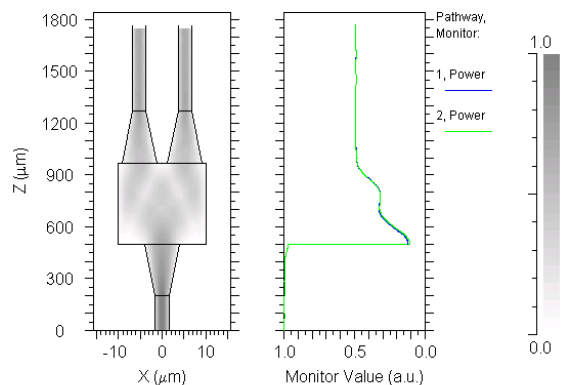 1800
1500
1200
900
600
300
0
Z (μm)
-10 0 10
X (μm)
1.0 0.5 0.0
Monitor Value (a.u.)
Pathway,
Monitor:
1, Power
2, Power
1.0
0.0